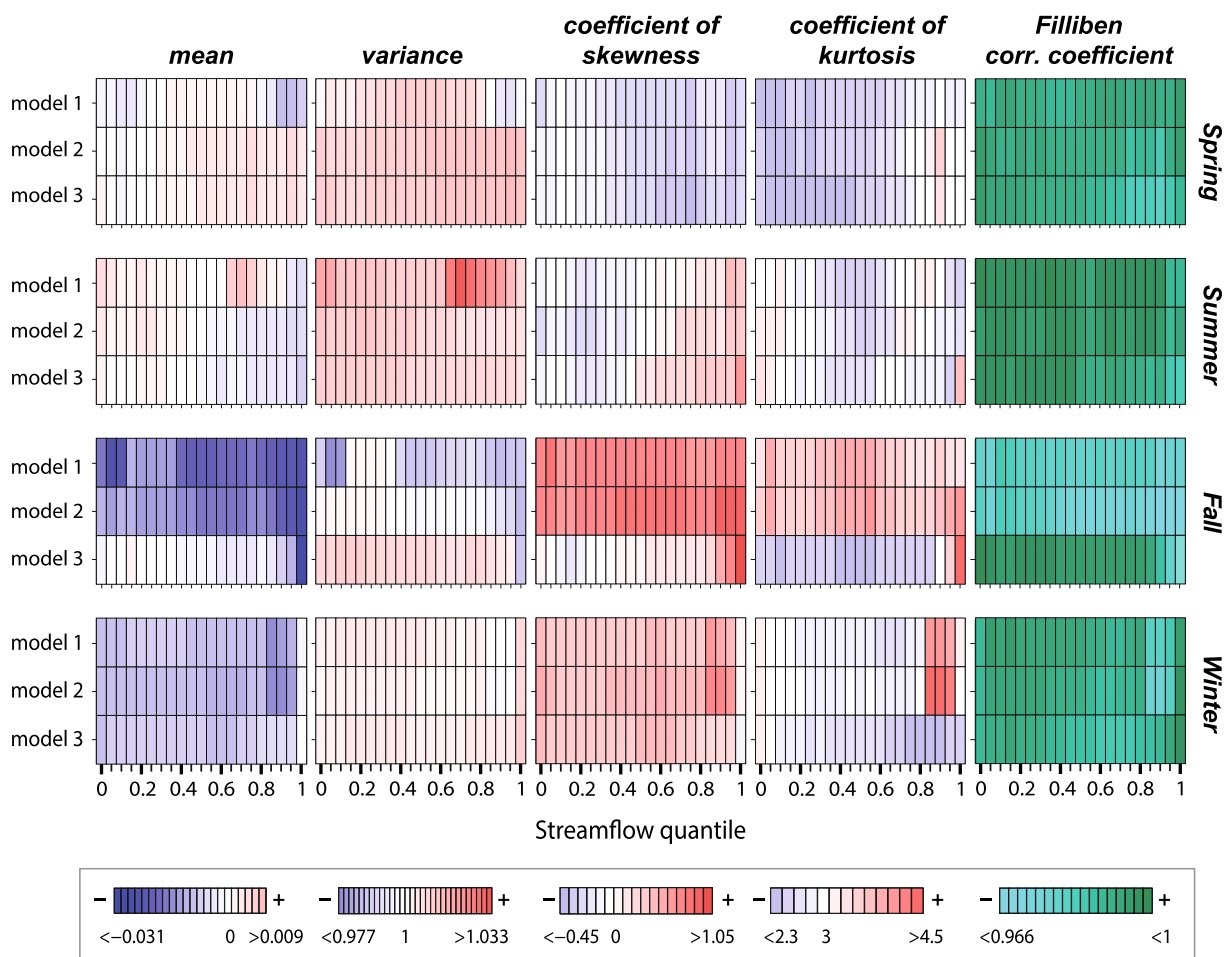 mean
variance
coefficient of
skewness
coefficient of
kurtosis
Filliben
corr. coefficient
model 1
model 2
model 3
Spring
model 1
model 2
model 3
Summer
model 1
model 2
model 3
Fall
model 1
model 2
model 3
Winter
0 0.2 0.4 0.6 0.8 1
0 0.2 0.4 0.6 0.8 1
0 0.2 0.4 0.6 0.8 1
0 0.2 0.4 0.6 0.8 1
0 0.2 0.4 0.6 0.8 1
Streamflow quantile
− +
<−0.031 0 >0.009
− +
<0.977 1 >1.033
− +
<−0.45 0 >1.05
− +
<2.3 3 >4.5
− +
<0.966 <1